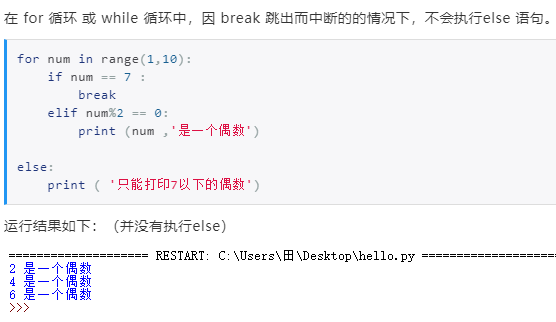 在 for 循环 或 while 循环中，因 break 跳出而中断的的情况下，不会执行else 语句。
for num in range(1,10):
    if num == 7 :
        break
    elif num%2 == 0:
        print (num ,'是一个偶数')
else:
    print ( '只能打印7以下的偶数')
运行结果如下：（并没有执行else）
==================== RESTART: C:\Users\田\Desktop\hello.py ====================
2 是一个偶数
4 是一个偶数
6 是一个偶数
>>>